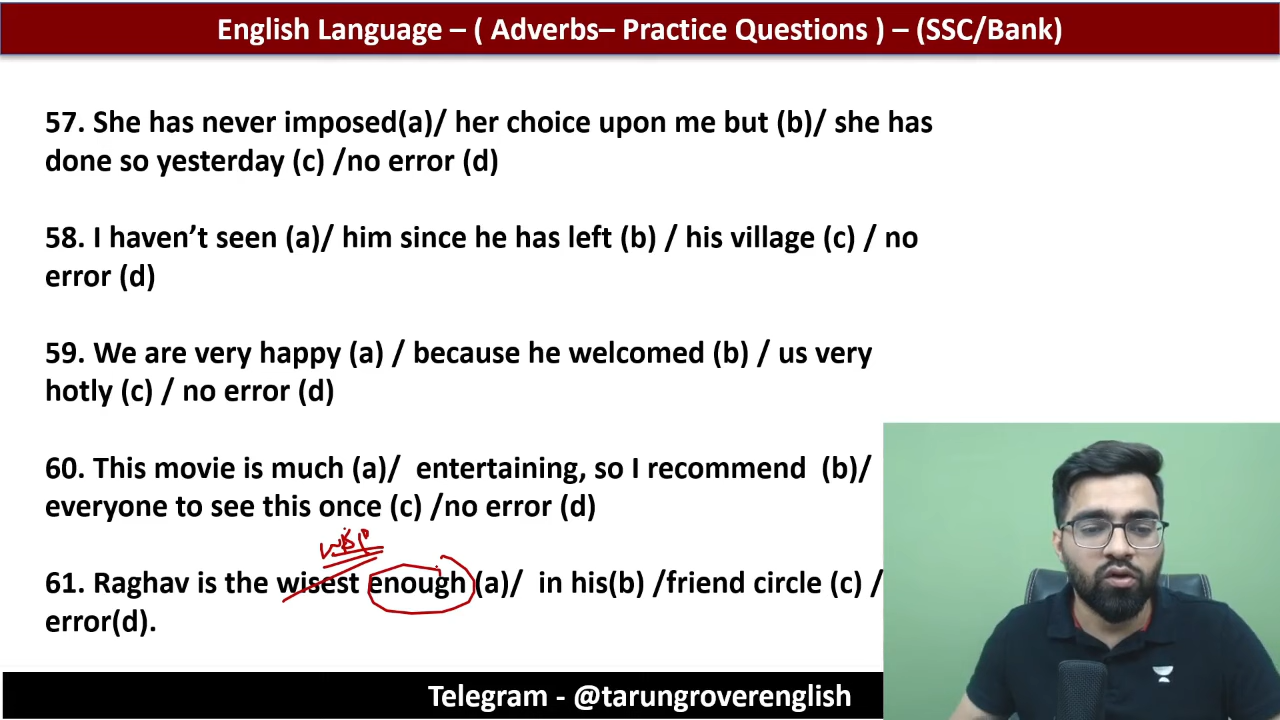 English Language – ( Adverbs– Practice Questions ) – (SSC/Bank)
57. She has never imposed(a)/ her choice upon me but (b)/ she has
done so yesterday (c) /no error (d)
58. I haven’t seen (a)/ him since he has left (b) / his village (c) / no
error (d)
59. We are very happy (a) / because he welcomed (b) / us very
hotly (c) / no error (d)
60. This movie is much (a)/ entertaining, so I recommend (b)/
everyone to see this once (c) /no error (d)
wise
61. Raghav is the wisest enough (a)/ in his(b) /friend circle (c) /
error(d).
Telegram - @tarungroverenglish